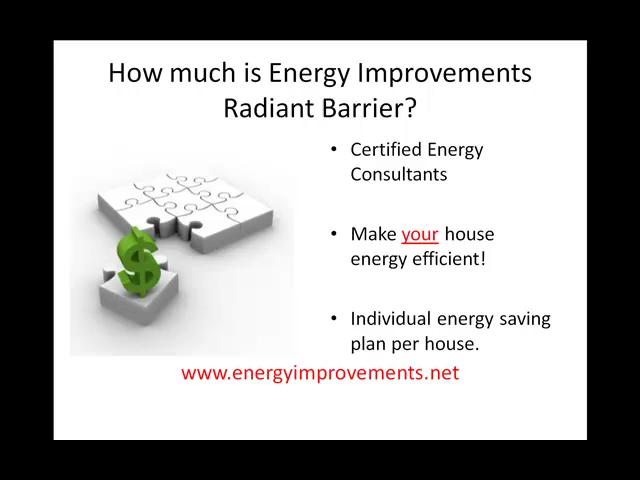 How much is Energy Improvements
Radiant Barrier?
• Certified Energy
Consultants
• Make your house
energy efficient!
• Individual energy saving
plan per house.
www.energyimprovements.net
$